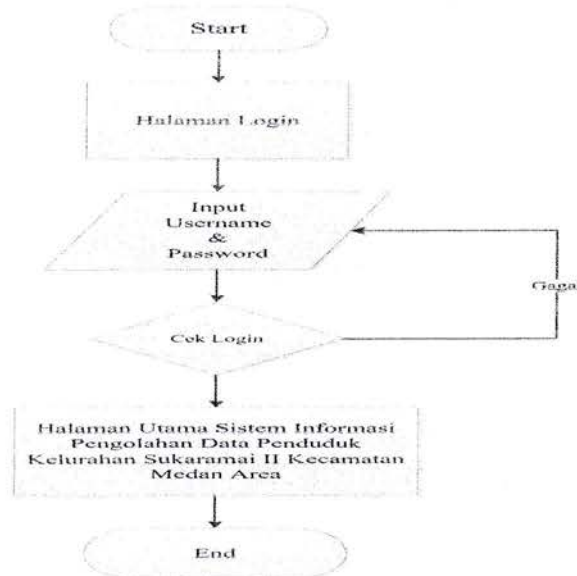 Start
Halaman Login
Input
Username
&
Password
Gagal
Cek Login
Halaman Utama Sistem Informasi
Pengolahan Data Penduduk
Kelurahan Sukaramai II Kecamatan
Medan Area
End